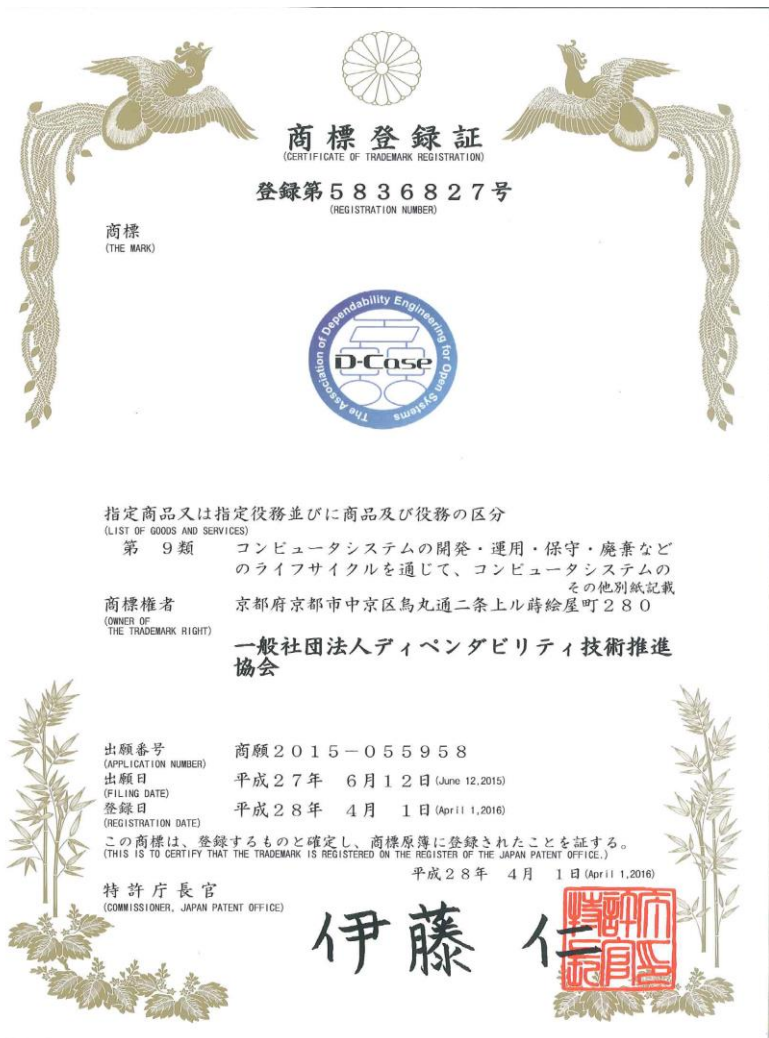 商標登録証
(CERTIFICATE OF TRADEMARK REGISTRATION)
登録第5836827号
(REGISTRATION NUMBER)
商標
(THE MARK)
The Association of Dependability Engineering for Open Systems
D-Case
指定商品又は指定役務並びに商品及び役務の区分
(LIST OF GOODS AND SERVICES)
第 9類 コンピュータシステムの開発・運用・保守・廃棄など
のライフサイクルを通じて、コンピュータシステムの
その他別紙記載
商標権者 京都府京都市中京区烏丸通二条上ル蒔絵屋町280
(OWNER OF
THE TRADEMARK RIGHT)
一般社団法人ディペンダビリティ技術推進
協会
出願番号 商願2015-055958
(APPLICATION NUMBER)
出願日 平成27年 6月12日(June 12,2015)
(FILING DATE)
登録日 平成28年 4月 1日(April 1,2016)
(REGISTRATION DATE)
この商標は、登録するものと確定し、商標原簿に登録されたことを証する。
(THIS IS TO CERTIFY THAT THE TRADEMARK IS REGISTERED ON THE REGISTER OF THE JAPAN PATENT OFFICE.)
平成28年 4月 1日(April 1,2016)
特許庁長官
(COMMISSIONER, JAPAN PATENT OFFICE)
伊藤 仁